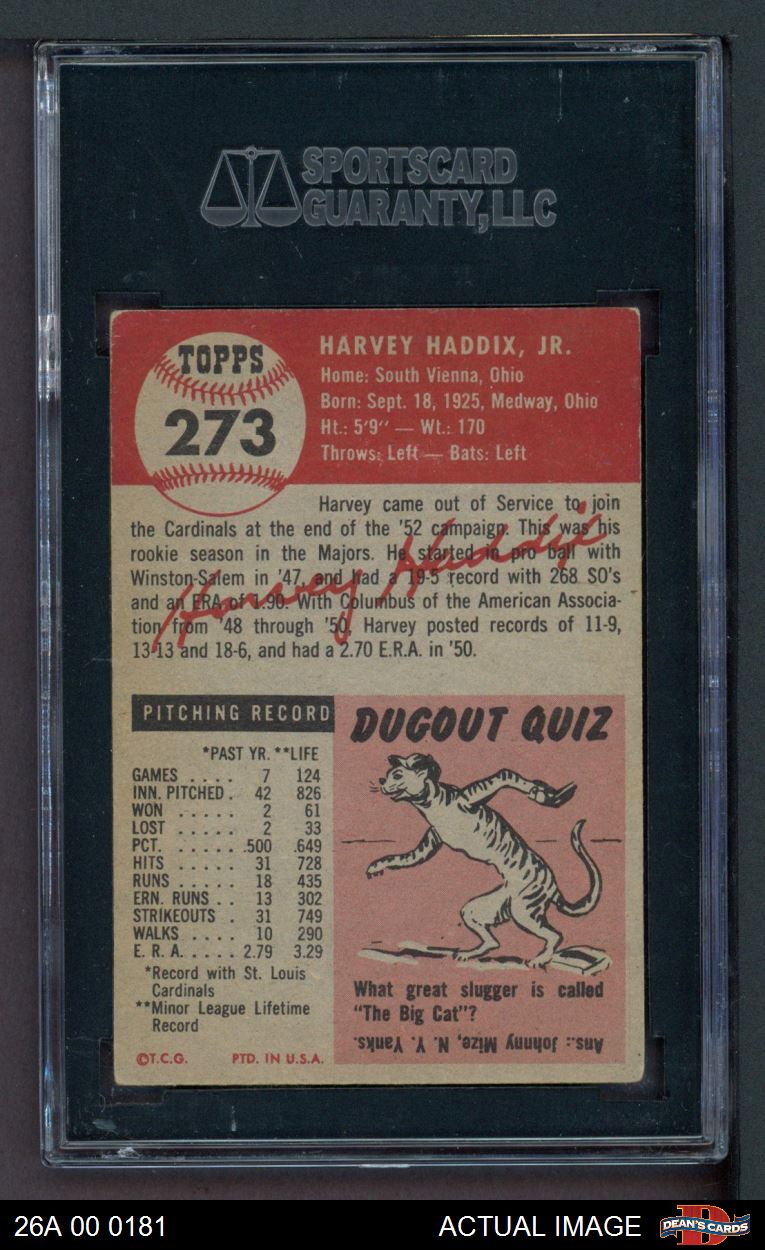 SPORTSCARD
GUARANTY, LLC
TOPPS
273
HARVEY HADDIX, JR.
Home: South Vienna, Ohio
Born: Sept. 18, 1925, Medway, Ohio
Ht.: 5'9" — Wt.: 170
Throws: Left — Bats: Left
Harvey came out of Service to join
the Cardinals at the end of the '52 campaign. This was his
rookie season in the Majors. He started in pro ball with
Winston-Salem in '47, and had a 19-5 record with 268 SO's
and an ERA of 1.90. With Columbus of the American Associa-
tion from '48 through '50, Harvey posted records of 11-9,
13-13 and 18-6, and had a 2.70 E.R.A. in '50.
Harvey Haddix
PITCHING RECORD
*PAST YR. **LIFE
GAMES . . . . 7 124
INN. PITCHED . 42 826
WON . . . . . 2 61
LOST . . . . . 2 33
PCT. . . . . . .500 .649
HITS . . . . . 31 728
RUNS . . . . . 18 435
ERN. RUNS . . 13 302
STRIKEOUTS . 31 749
WALKS . . . . 10 290
E. R. A. . . . . . 2.79 3.29
*Record with St. Louis
Cardinals
**Minor League Lifetime
Record
©T.C.G. PTD. IN U.S.A.
DUGOUT QUIZ
What great slugger is called
"The Big Cat"?
Ans.: Johnny Mize, N. Y. Yanks.
26A 00 0181
ACTUAL IMAGE
DEAN'S CARDS